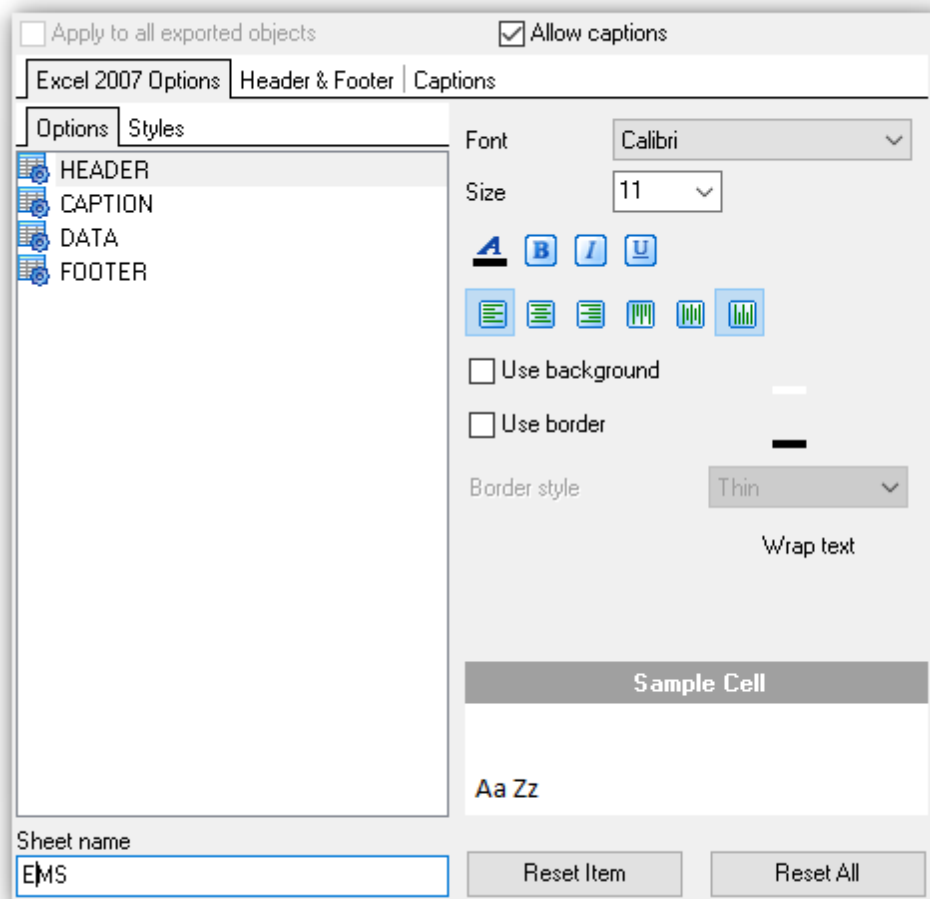 Apply to all exported objects
Allow captions
Excel 2007 Options
Header & Footer
Captions
Options
Styles
HEADER
CAPTION
DATA
FOOTER
Font
Calibri
Size
11
A B I U
Use background
Use border
Border style
Thin
Wrap text
Sample Cell
Aa Zz
Sheet name
EMS
Reset Item
Reset All